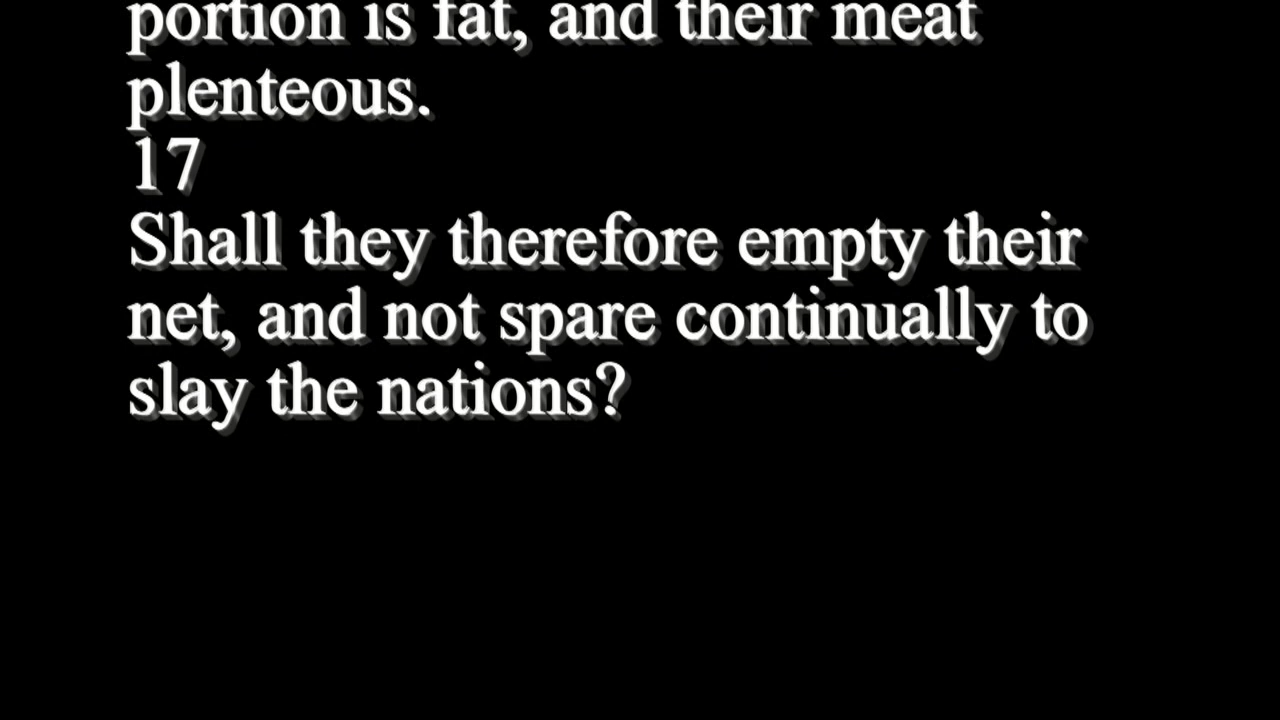 portion is fat, and their meat
plenteous.
17
Shall they therefore empty their
net, and not spare continually to
slay the nations?